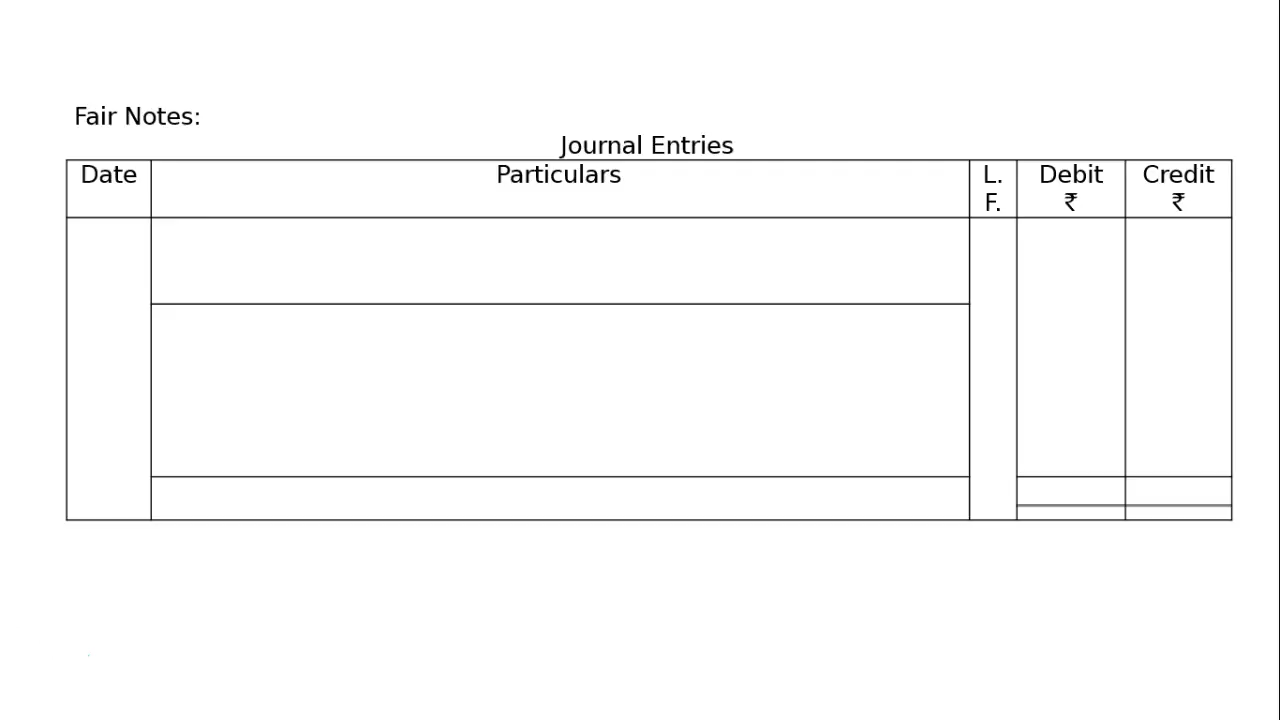 Fair Notes:
Journal Entries
Date Particulars L. F. Debit ₹ Credit ₹